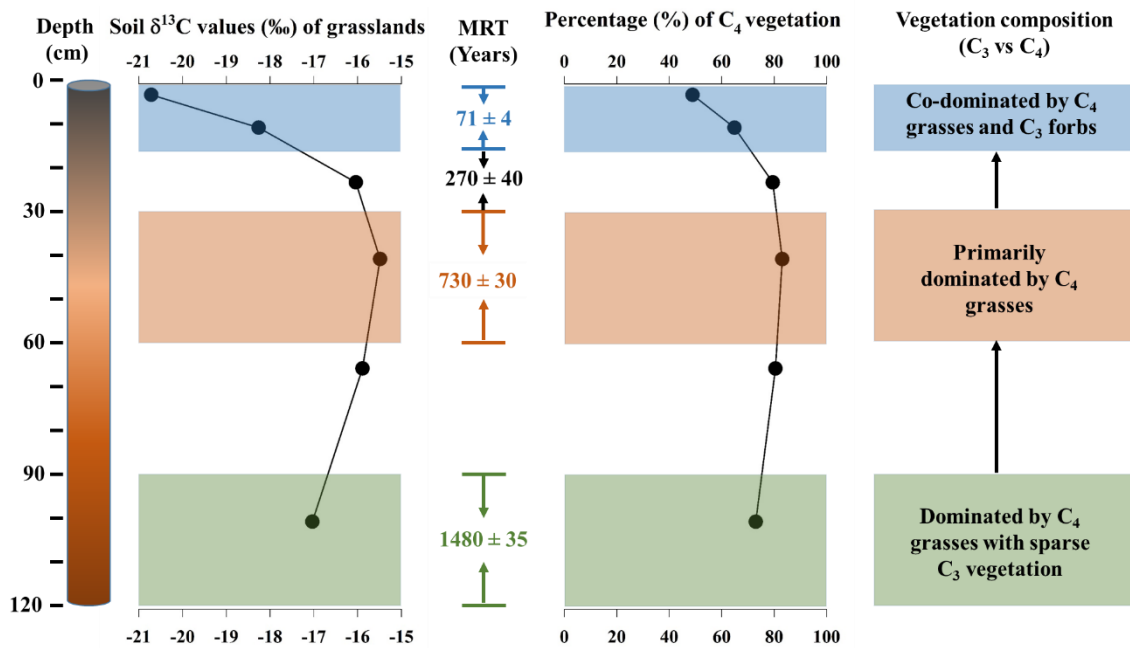 Depth
(cm)
Soil δ¹³C values (‰) of grasslands
MRT
(Years)
Percentage (%) of C₄ vegetation
Vegetation composition
(C₃ vs C₄)
-21 -20 -19 -18 -17 -16 -15
0 20 40 60 80 100
0
30
60
90
120
71 ± 4
270 ± 40
730 ± 30
1480 ± 35
Co-dominated by C₄
grasses and C₃ forbs
Primarily
dominated by C₄
grasses
Dominated by C₄
grasses with sparse
C₃ vegetation
-21 -20 -19 -18 -17 -16 -15
0 20 40 60 80 100